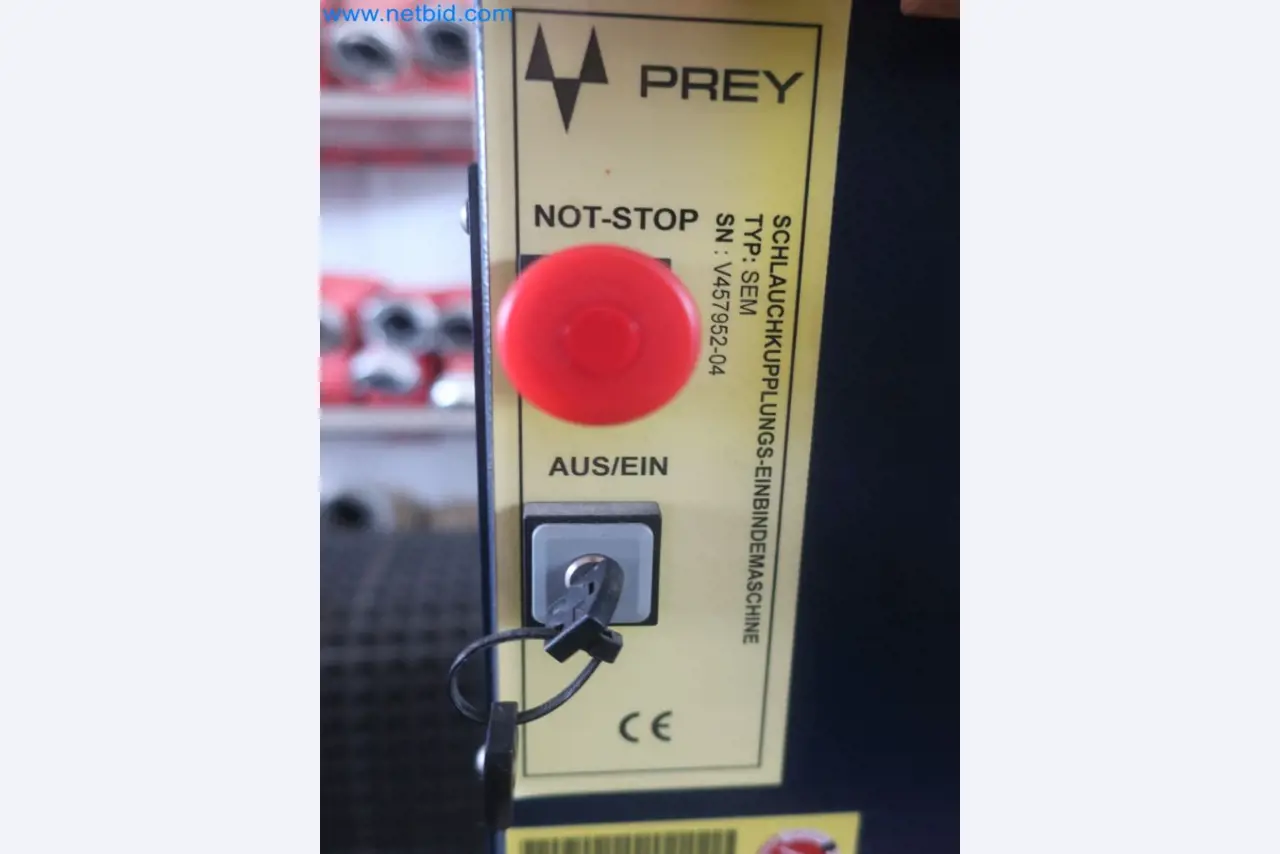 www.netbid.com
PREY
NOT-STOP
SCHLAUCHKUPPLUNGS-EINBINDEMASCHINE
TYP: SEM
SN : V457952-04
AUS/EIN
CE